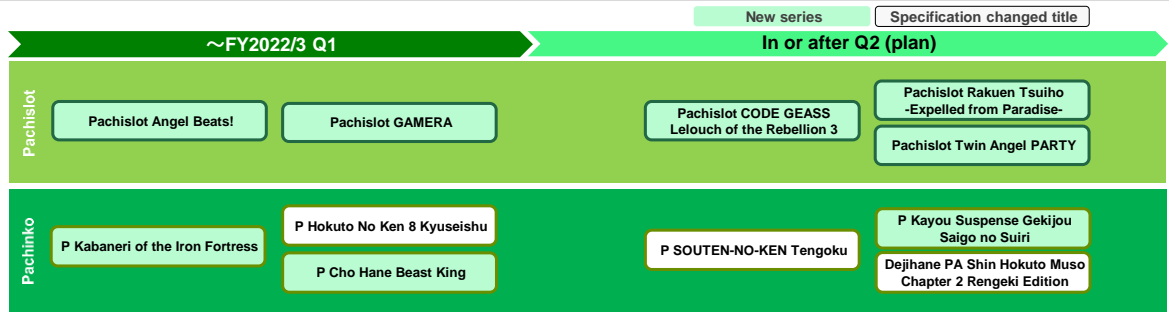 New series
Specification changed title
～FY2022/3 Q1
In or after Q2 (plan)
Pachislot
Pachislot Angel Beats!
Pachislot GAMERA
Pachislot CODE GEASS
Lelouch of the Rebellion 3
Pachislot Rakuen Tsuiho
-Expelled from Paradise-
Pachislot Twin Angel PARTY
Pachinko
P Kabaneri of the Iron Fortress
P Hokuto No Ken 8 Kyuseishu
P Cho Hane Beast King
P SOUTEN-NO-KEN Tengoku
P Kayou Suspense Gekijou
Saigo no Suiri
Dejihane PA Shin Hokuto Muso
Chapter 2 Rengeki Edition